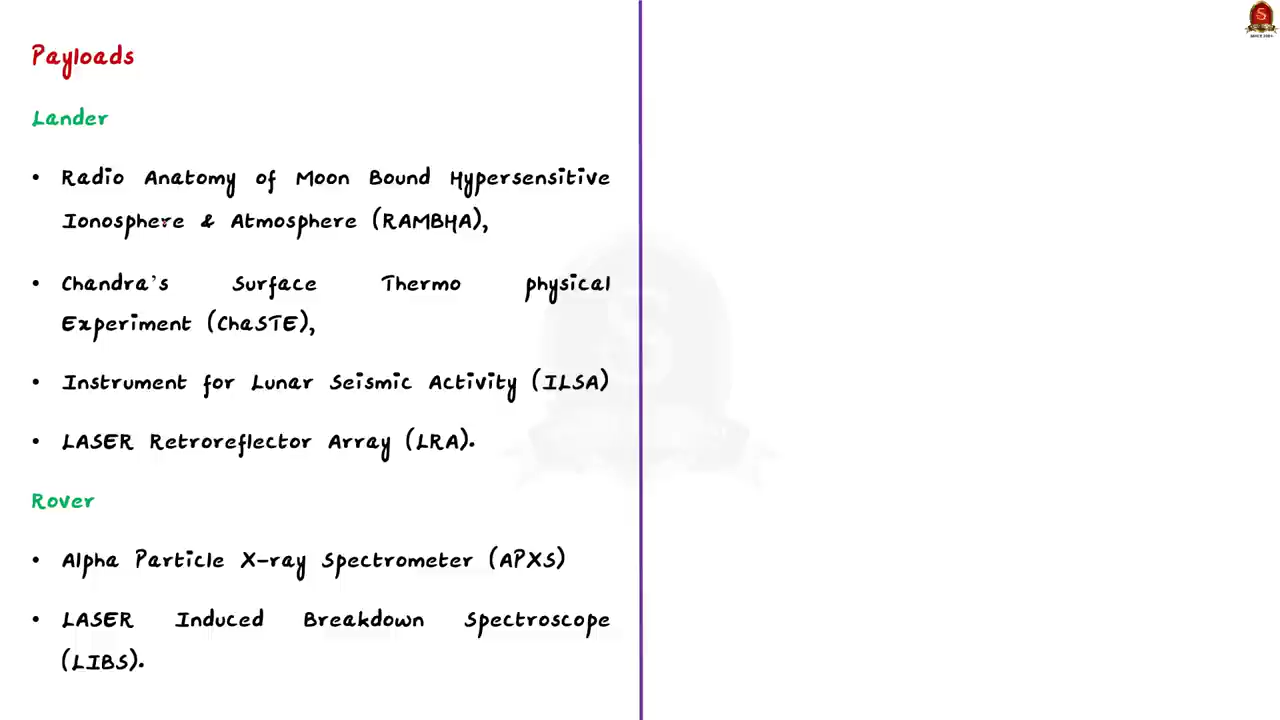 Payloads
Lander
• Radio Anatomy of Moon Bound Hypersensitive
Ionosphere & Atmosphere (RAMBHA),
• Chandra's Surface Thermo physical
Experiment (ChaSTE),
• Instrument for Lunar Seismic Activity (ILSA)
• LASER Retroreflector Array (LRA).
Rover
• Alpha Particle X-ray Spectrometer (APXS)
• LASER Induced Breakdown Spectroscope
(LIBS).